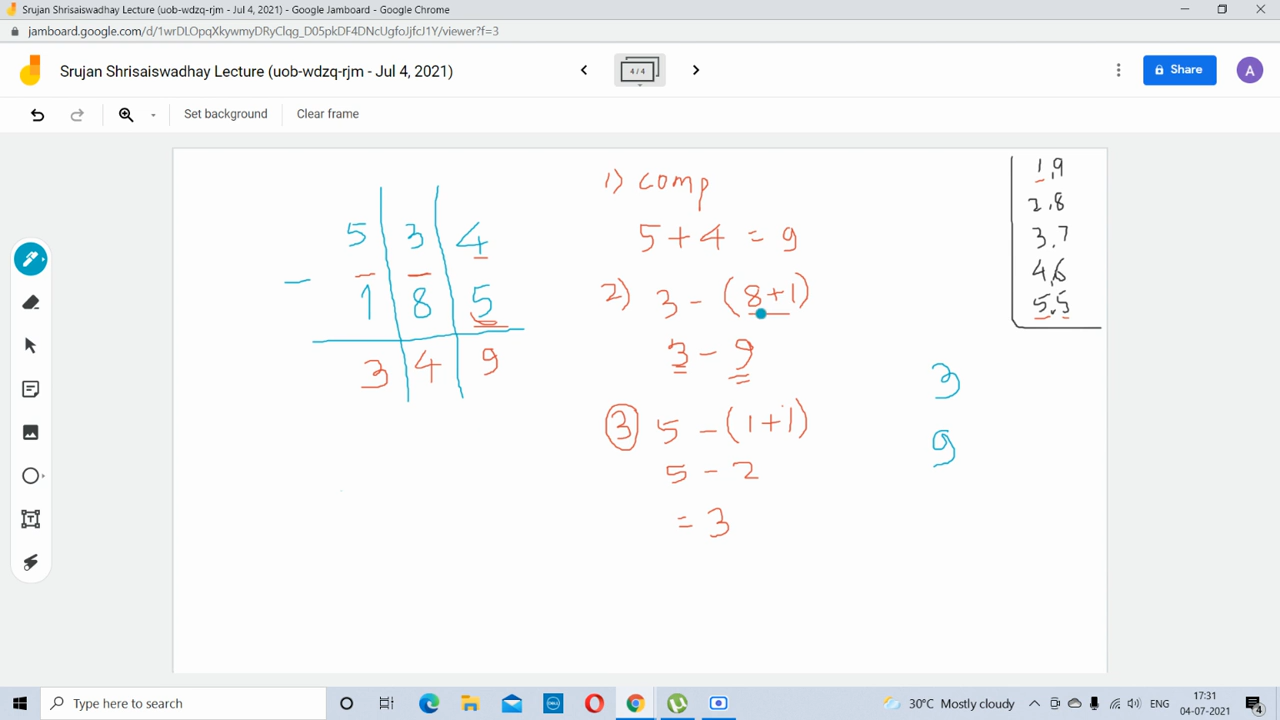 Srujan Shrisaiswadhay Lecture (uob-wdzq-rjm - Jul 4, 2021) - Google Jamboard - Google Chrome
jamboard.google.com/d/1wrDLOpqXkywmyDRyClqg_D05pkDF4DNcUgfoJjfcJ1Y/viewer?f=3
Srujan Shrisaiswadhay Lecture (uob-wdzq-rjm - Jul 4, 2021)
4 / 4
Share
A
Set background
Clear frame
5 3 4
- 1 8 5
3 4 9
1) comp
5 + 4 = 9
2) 3 - (8+1)
3 - 9
3 5 - (1+1)
5 - 2
= 3
1,9
2,8
3,7
4,6
5,5
3
9
Type here to search
30°C Mostly cloudy
ENG
17:31
04-07-2021
4